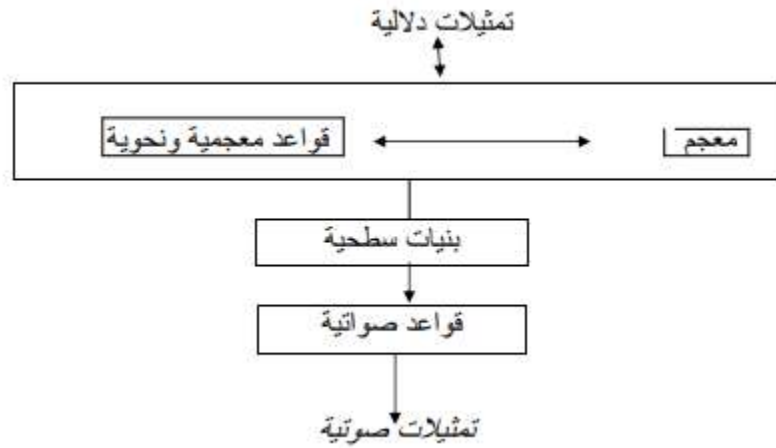 تمثيلات دلالية
معجم
قواعد معجمية ونحوية
بنيات سطحية
قواعد صواتية
تمثيلات صوتية